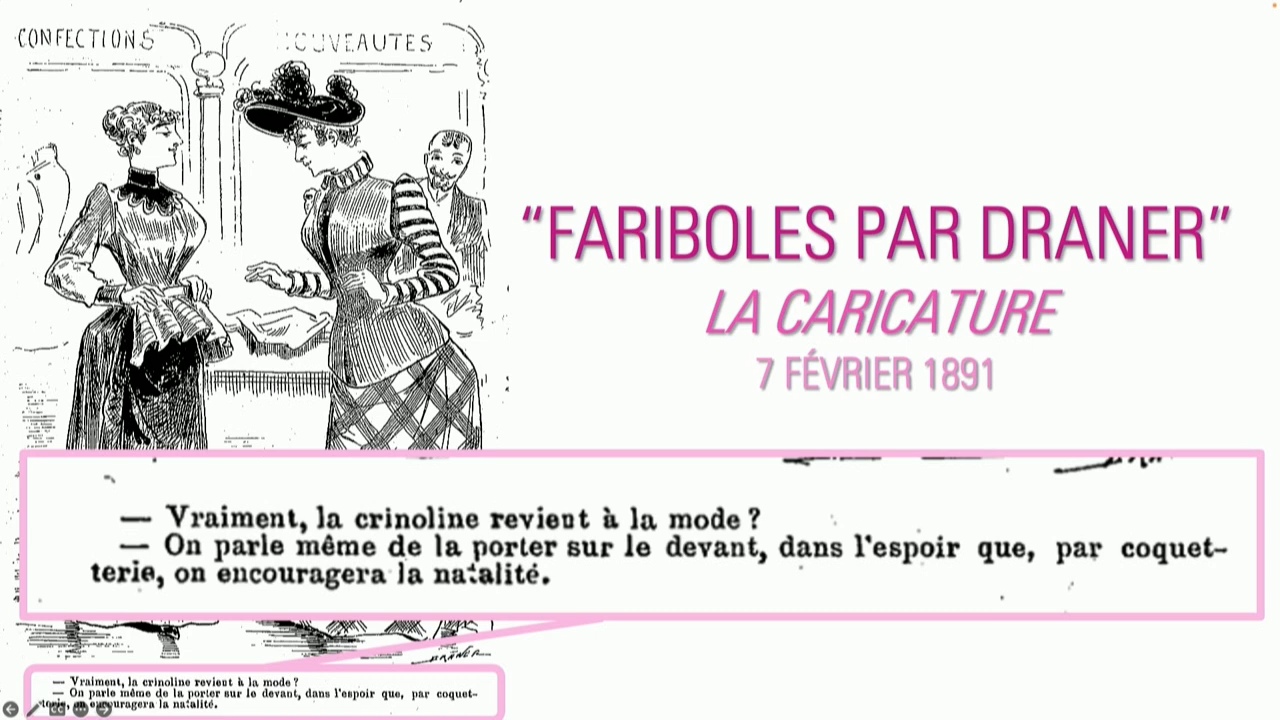 CONFECTIONS
NOUVEAUTES
“FARIBOLES PAR DRANER”
LA CARICATURE
7 FÉVRIER 1891
— Vraiment, la crinoline revient à la mode ?
— On parle même de la porter sur le devant, dans l'espoir que, par coquet-
terie, on encouragera la natalité.
DRANER
— Vraiment, la crinoline revient à la mode ?
— On parle même de la porter sur le devant, dans l'espoir que, par coquet-
terie, on encouragera la natalité.